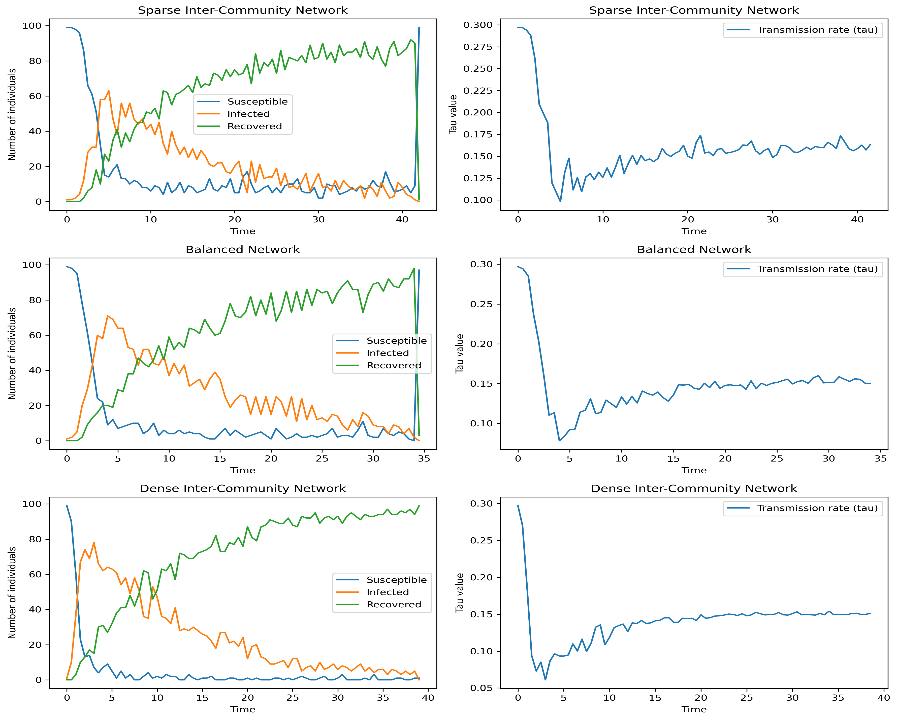 Sparse Inter-Community Network
Number of individuals
100
80
60
40
20
0
Susceptible
Infected
Recovered
0 10 20 30 40
Time
Sparse Inter-Community Network
Tau value
0.300
0.275
0.250
0.225
0.200
0.175
0.150
0.125
0.100
Transmission rate (tau)
0 10 20 30 40
Time
Balanced Network
Number of individuals
100
80
60
40
20
0
Susceptible
Infected
Recovered
0 5 10 15 20 25 30 35
Time
Balanced Network
Tau value
0.30
0.25
0.20
0.15
0.10
Transmission rate (tau)
0 5 10 15 20 25 30 35
Time
Dense Inter-Community Network
Number of individuals
100
80
60
40
20
0
Susceptible
Infected
Recovered
0 5 10 15 20 25 30 35 40
Time
Dense Inter-Community Network
Tau value
0.30
0.25
0.20
0.15
0.10
0.05
Transmission rate (tau)
0 5 10 15 20 25 30 35 40
Time